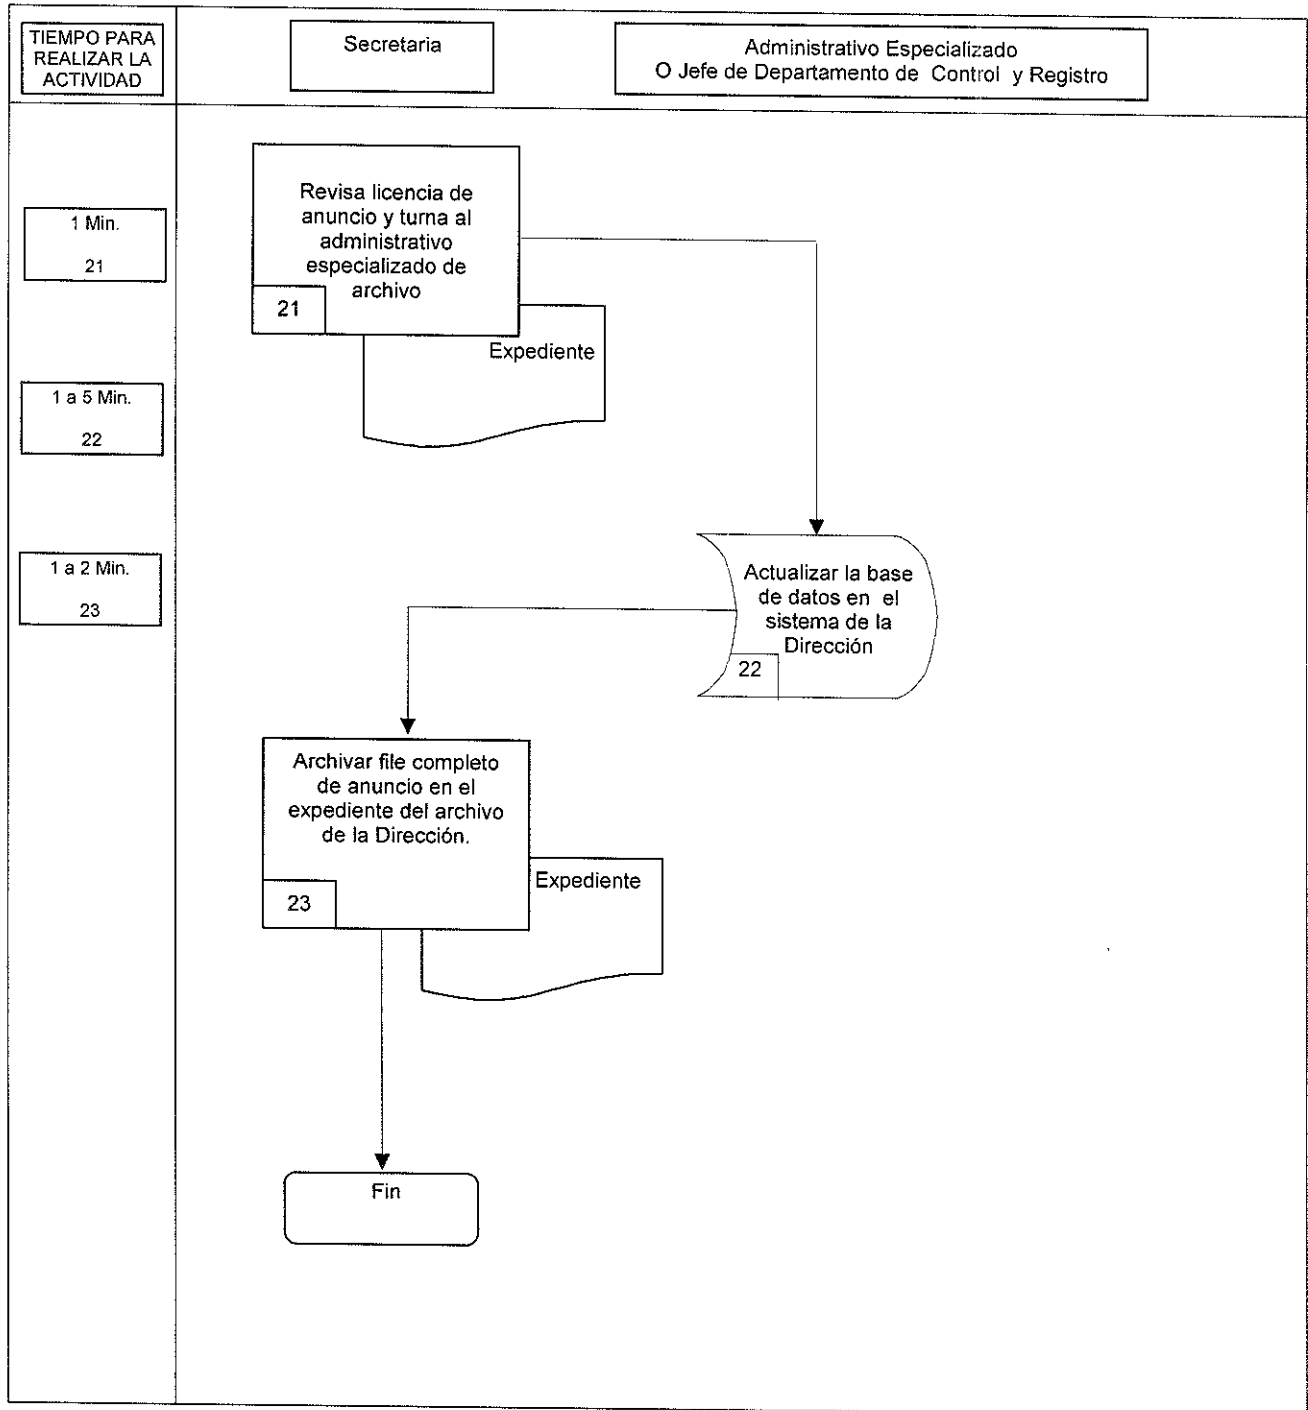 TIEMPO PARA
REALIZAR LA
ACTIVIDAD
Secretaria
Administrativo Especializado
O Jefe de Departamento de Control y Registro
1 Min.
21
Revisa licencia de
anuncio y turna al
administrativo
especializado de
archivo
21
Expediente
1 a 5 Min.
22
1 a 2 Min.
23
Actualizar la base
de datos en el
sistema de la
Dirección
22
Archivar file completo
de anuncio en el
expediente del archivo
de la Dirección.
23
Expediente
Fin